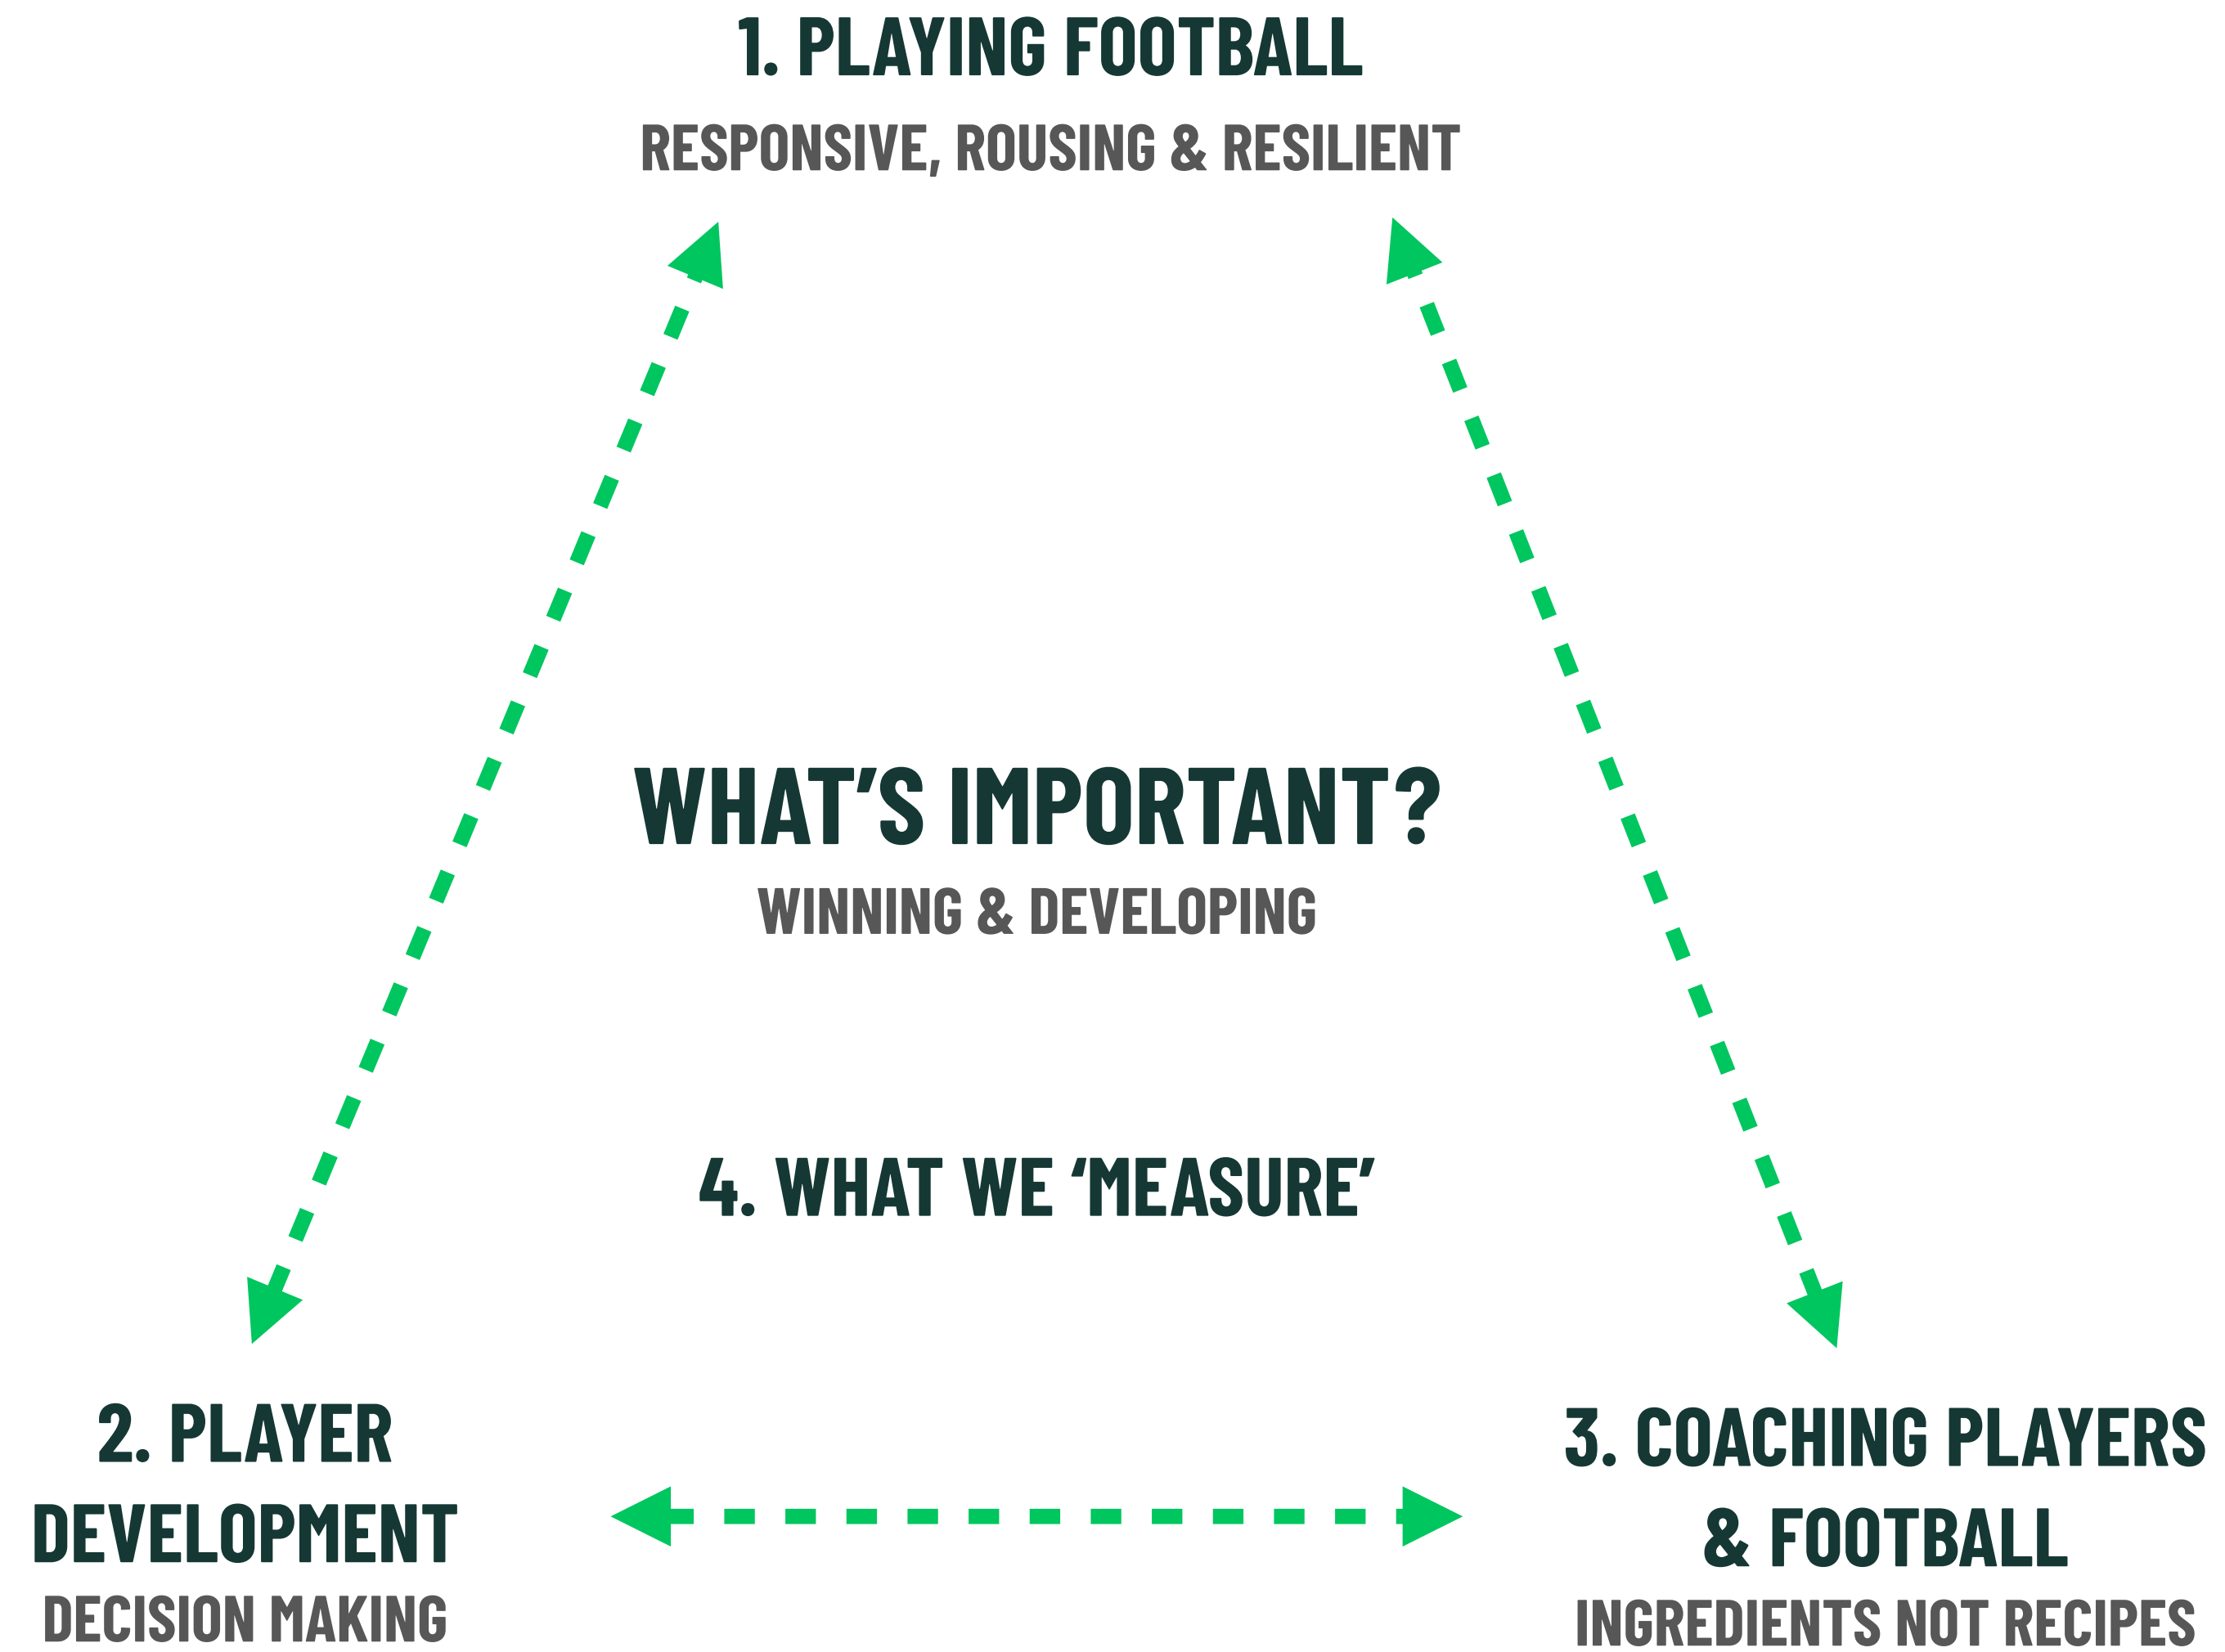 1. PLAYING FOOTBALL
RESPONSIVE, ROUSING & RESILIENT
WHAT'S IMPORTANT?
WINNING & DEVELOPING
4. WHAT WE 'MEASURE'
2. PLAYER
DEVELOPMENT
DECISION MAKING
3. COACHING PLAYERS
& FOOTBALL
INGREDIENTS NOT RECIPES